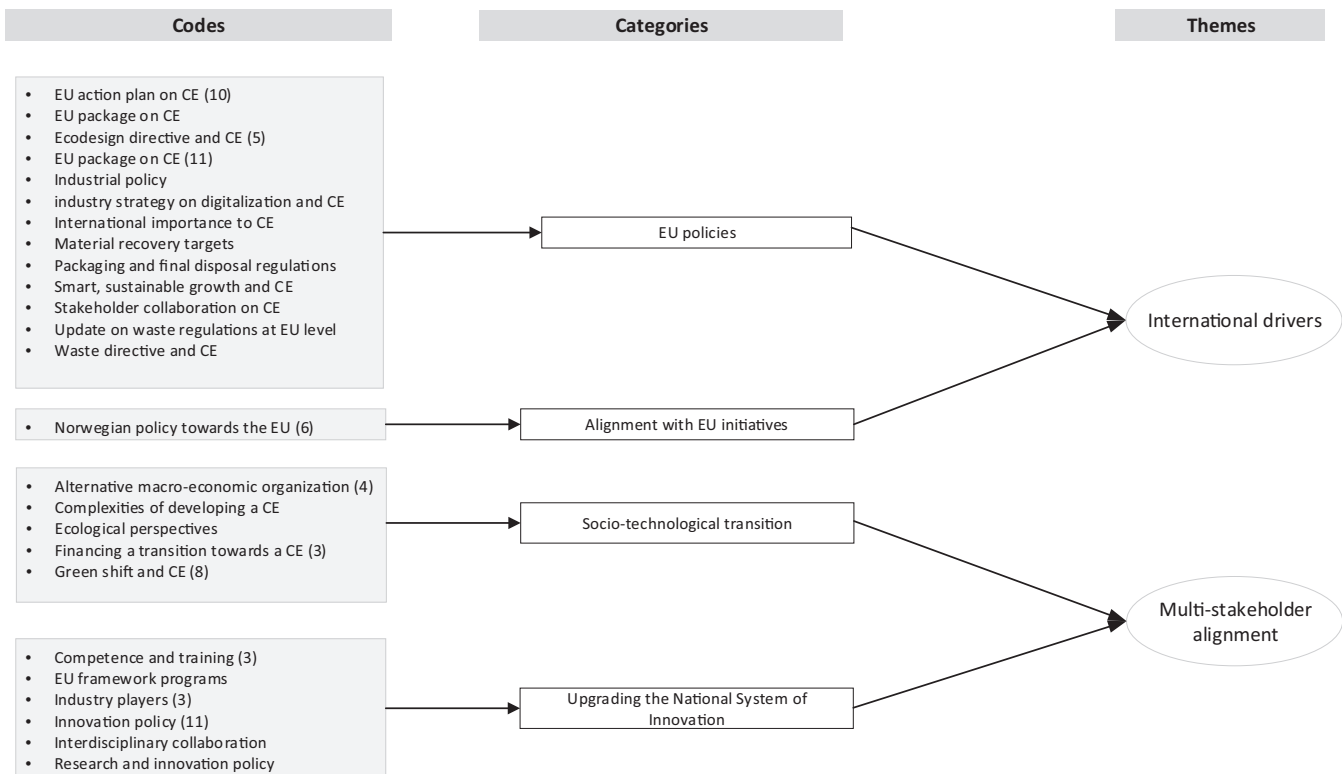 Codes
Categories
Themes
• EU action plan on CE (10)
• EU package on CE
• Ecodesign directive and CE (5)
• EU package on CE (11)
• Industrial policy
• industry strategy on digitalization and CE
• International importance to CE
• Material recovery targets
• Packaging and final disposal regulations
• Smart, sustainable growth and CE
• Stakeholder collaboration on CE
• Update on waste regulations at EU level
• Waste directive and CE
EU policies
International drivers
• Norwegian policy towards the EU (6)
Alignment with EU initiatives
• Alternative macro-economic organization (4)
• Complexities of developing a CE
• Ecological perspectives
• Financing a transition towards a CE (3)
• Green shift and CE (8)
Socio-technological transition
Multi-stakeholder
alignment
• Competence and training (3)
• EU framework programs
• Industry players (3)
• Innovation policy (11)
• Interdisciplinary collaboration
• Research and innovation policy
Upgrading the National System of
Innovation